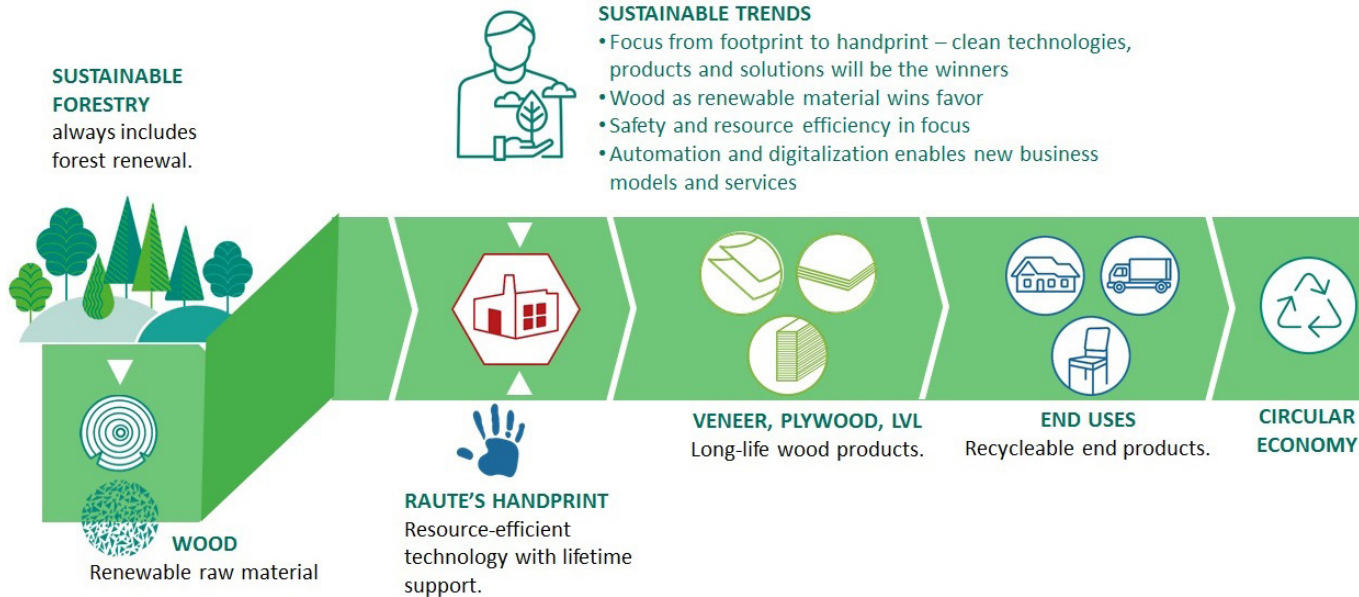 SUSTAINABLE TRENDS
• Focus from footprint to handprint – clean technologies,
products and solutions will be the winners
• Wood as renewable material wins favor
• Safety and resource efficiency in focus
• Automation and digitalization enables new business
models and services
SUSTAINABLE
FORESTRY
always includes
forest renewal.
WOOD
Renewable raw material
RAUTE'S HANDPRINT
Resource-efficient
technology with lifetime
support.
VENEER, PLYWOOD, LVL
Long-life wood products.
END USES
Recycleable end products.
CIRCULAR
ECONOMY